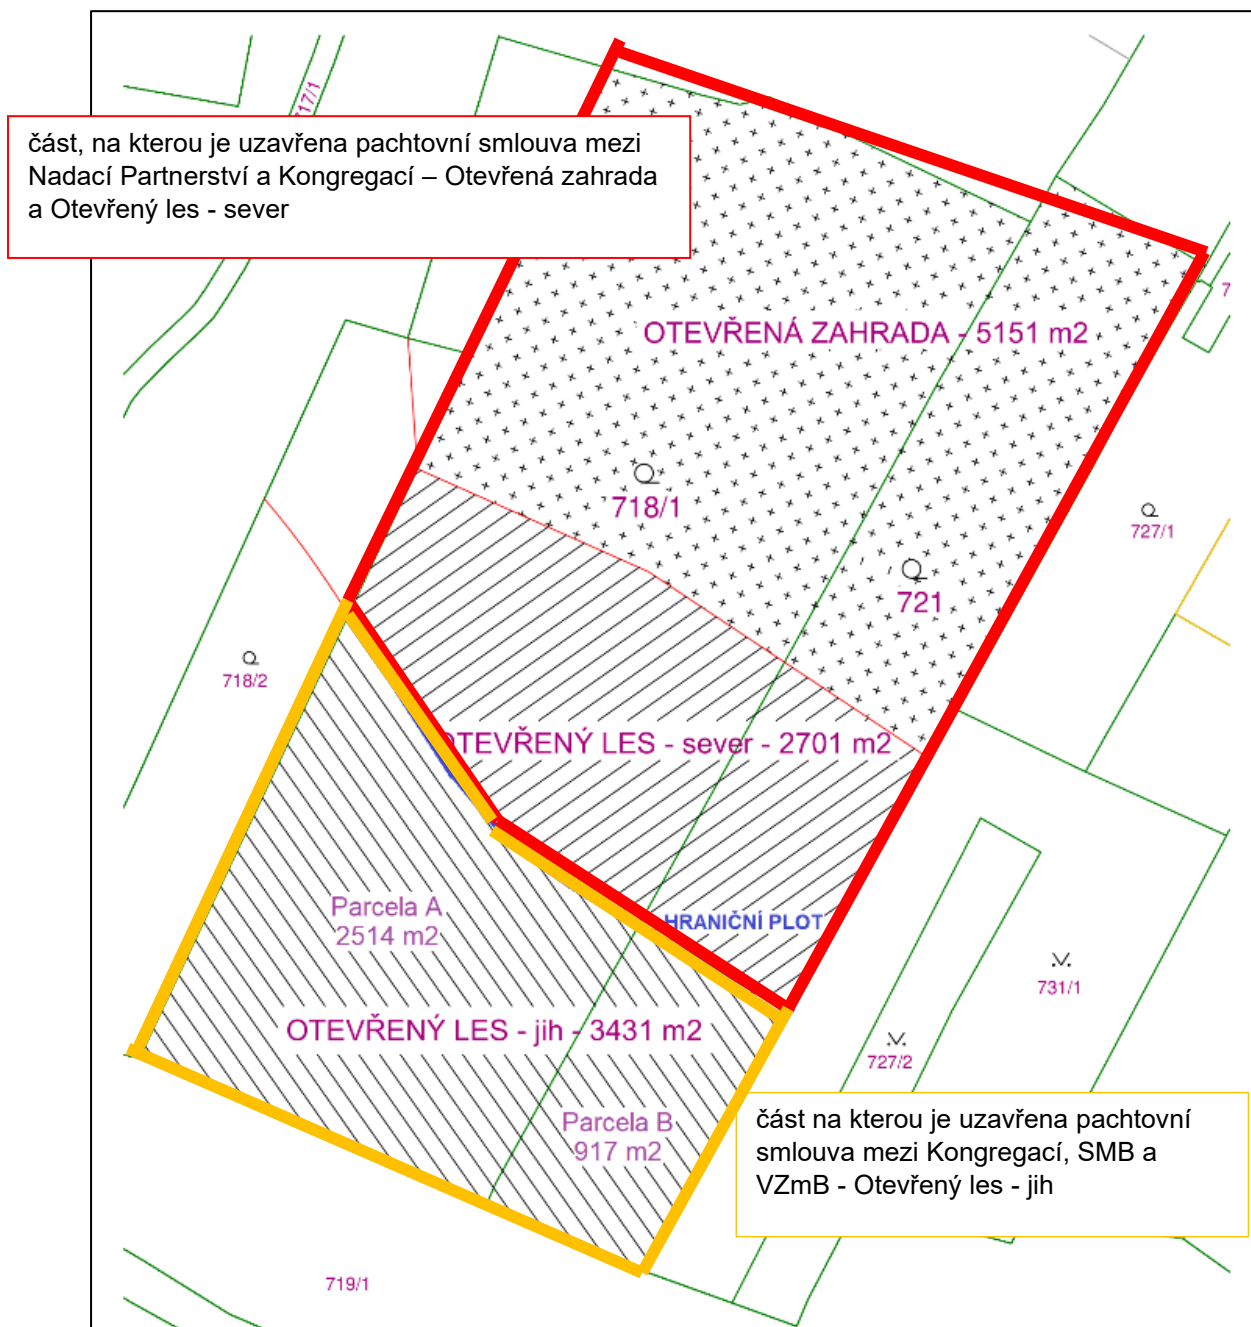 717/1
část, na kterou je uzavřena pachtovní smlouva mezi
Nadací Partnerství a Kongregací – Otevřená zahrada
a Otevřený les - sever
OTEVŘENÁ ZAHRADA - 5151 m2
718/1
727/1
721
718/2
OTEVŘENÝ LES - sever - 2701 m2
Parcela A
2514 m2
HRANIČNÍ PLOT
731/1
OTEVŘENÝ LES - jih - 3431 m2
727/2
Parcela B
917 m2
část na kterou je uzavřena pachtovní
smlouva mezi Kongregací, SMB a
VZmB - Otevřený les - jih
719/1